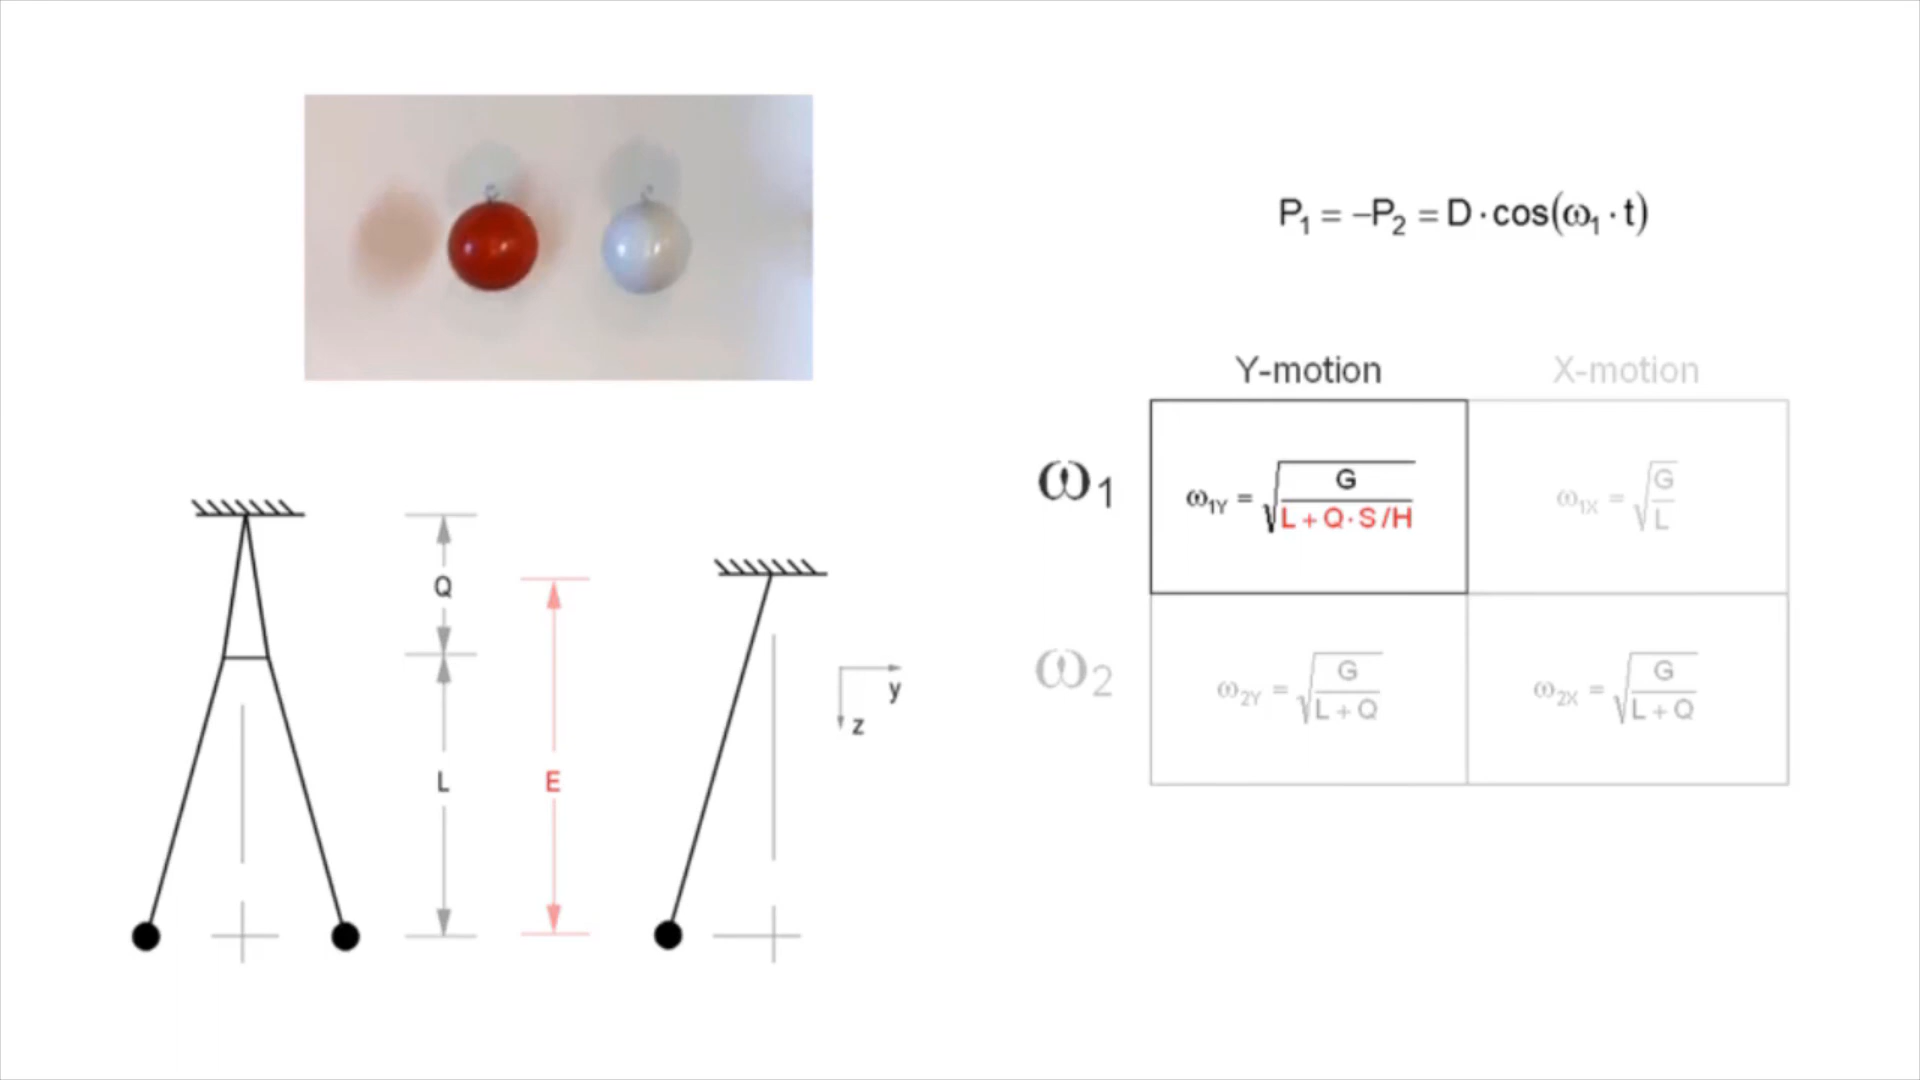 P₁ = −P₂ = D · cos(ω₁ · t)
Y-motion X-motion
ω₁
ω₁Y = √(G / (L + Q · S / H))
ω₁X = √(G / L)
ω₂
ω₂Y = √(G / (L + Q))
ω₂X = √(G / (L + Q))
Q
L
E
y
z